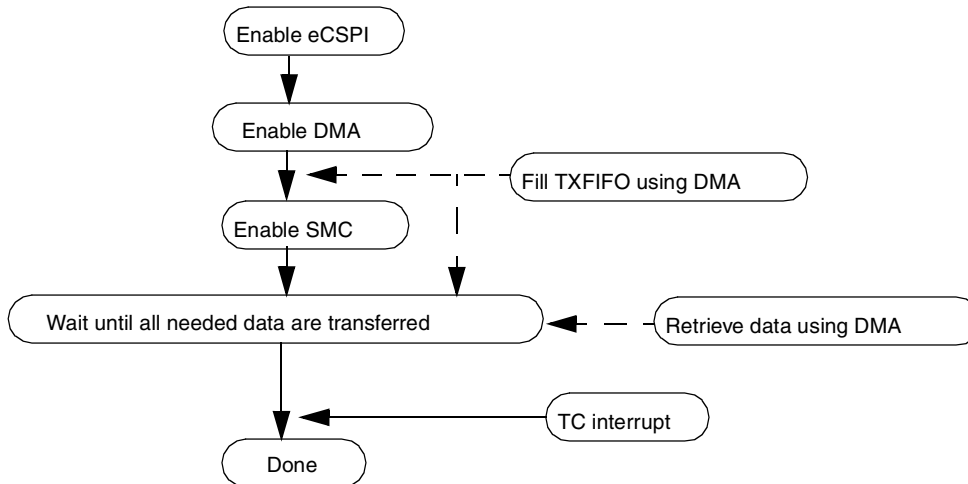 Enable eCSPI
Enable DMA
Fill TXFIFO using DMA
Enable SMC
Wait until all needed data are transferred
Retrieve data using DMA
TC interrupt
Done